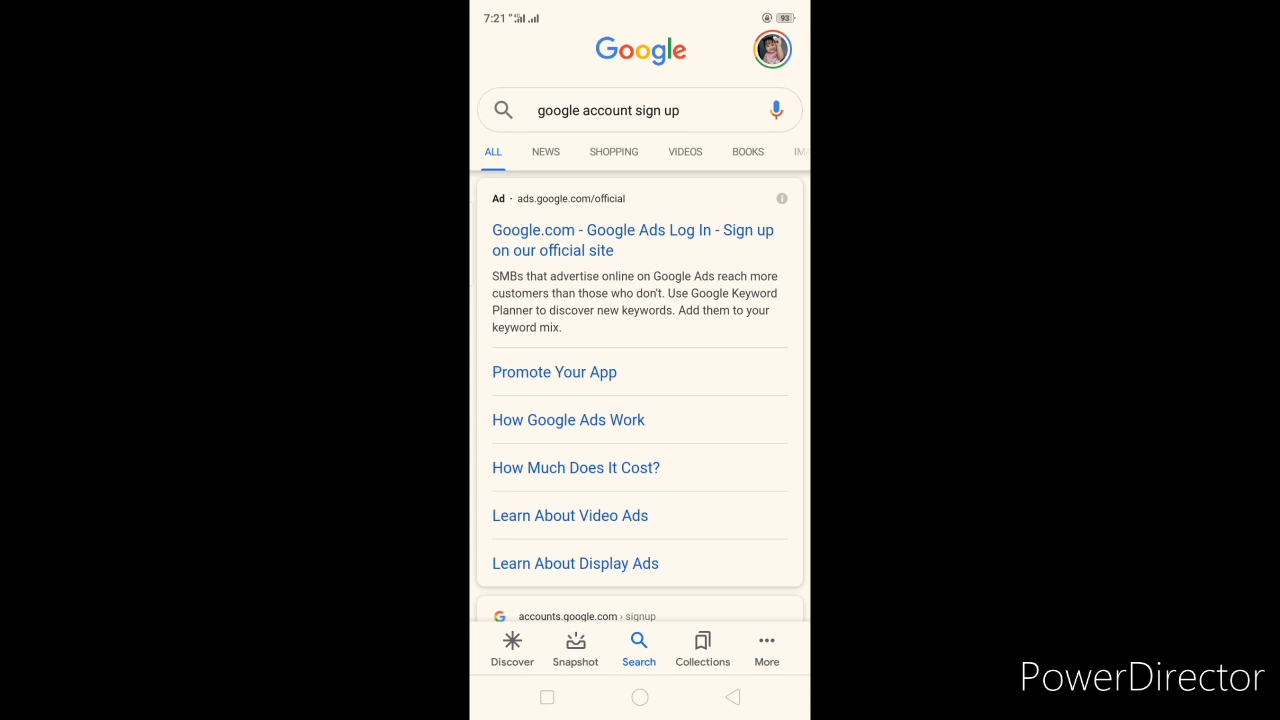 7:21
93
Google
google account sign up
ALL NEWS SHOPPING VIDEOS BOOKS
Ad · ads.google.com/official
Google.com - Google Ads Log In - Sign up
on our official site
SMBs that advertise online on Google Ads reach more
customers than those who don't. Use Google Keyword
Planner to discover new keywords. Add them to your
keyword mix.
Promote Your App
How Google Ads Work
How Much Does It Cost?
Learn About Video Ads
Learn About Display Ads
accounts.google.com › signup
Discover Snapshot Search Collections More
PowerDirector